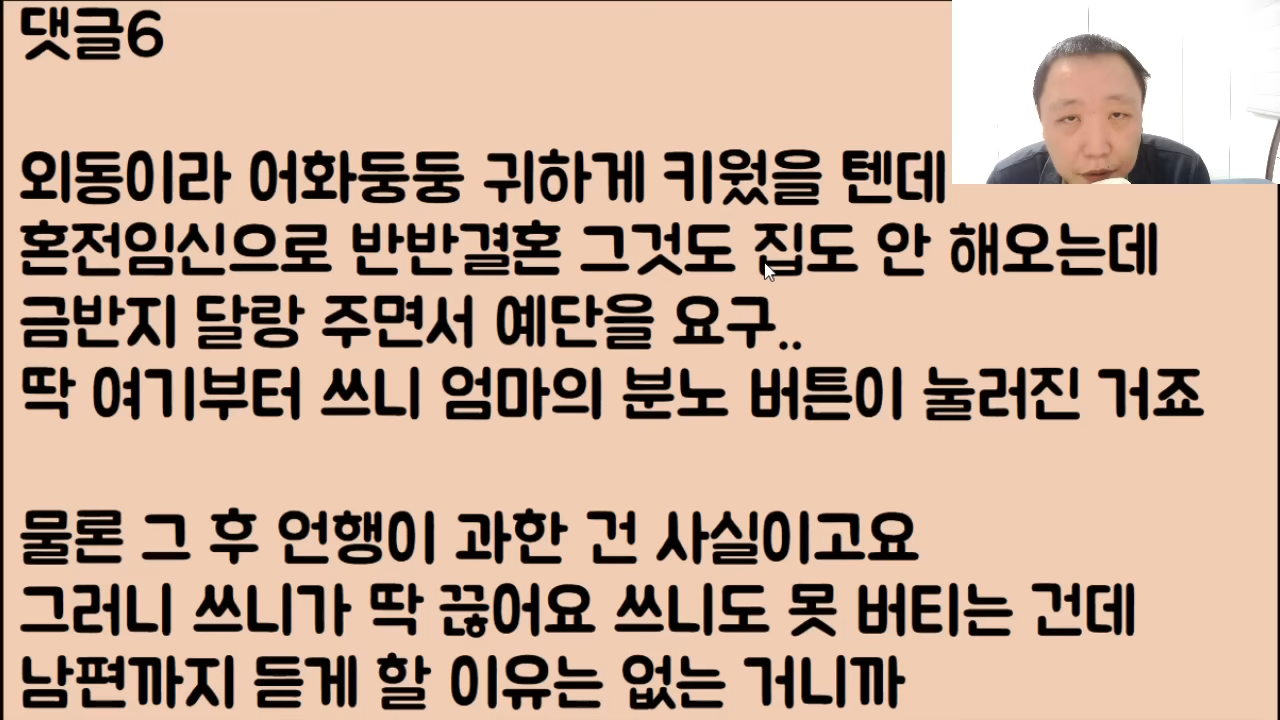 댓글6
외동이라 어화둥둥 귀하게 키웠을 텐데
혼전임신으로 반반결혼 그것도 집도 안 해오는데
금반지 달랑 주면서 예단을 요구..
딱 여기부터 쓰니 엄마의 분노 버튼이 눌러진 거죠
물론 그 후 언행이 과한 건 사실이고요
그러니 쓰니가 딱 끊어요 쓰니도 못 버티는 건데
남편까지 듣게 할 이유는 없는 거니까